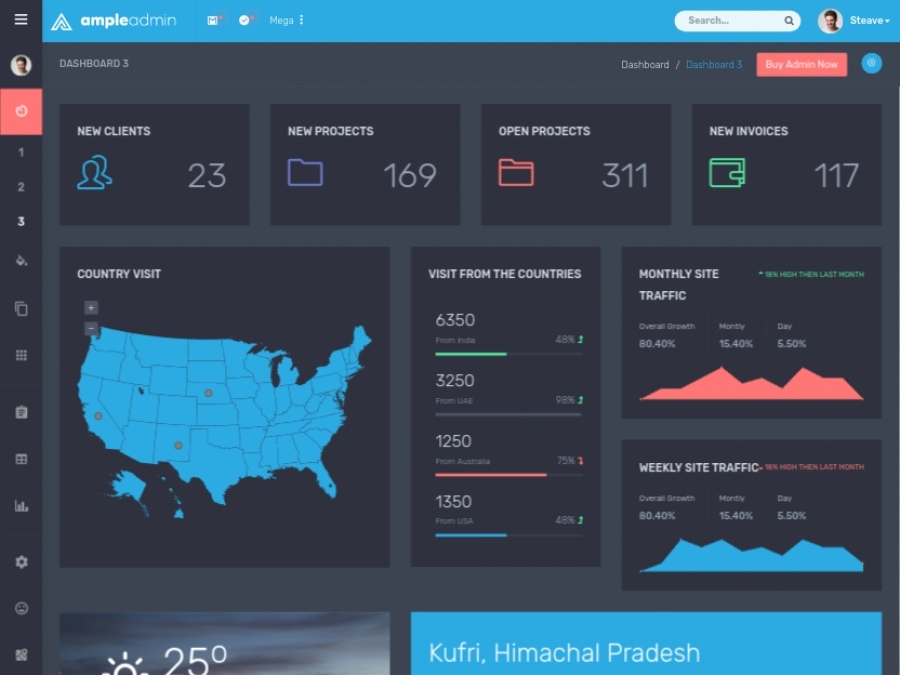 ampleadmin
Mega
Search...
Steave
DASHBOARD 3
Dashboard / Dashboard 3
Buy Admin Now
1
2
3
NEW CLIENTS
23
NEW PROJECTS
169
OPEN PROJECTS
311
NEW INVOICES
117
COUNTRY VISIT
+
−
VISIT FROM THE COUNTRIES
6350
From India 48%
3250
From UAE 98%
1250
From Australia 75%
1350
From USA 48%
MONTHLY SITE
TRAFFIC
18% HIGH THEN LAST MONTH
Overall Growth Montly Day
80.40% 15.40% 5.50%
WEEKLY SITE TRAFFIC
18% HIGH THEN LAST MONTH
Overall Growth Montly Day
80.40% 15.40% 5.50%
25°
Kufri, Himachal Pradesh